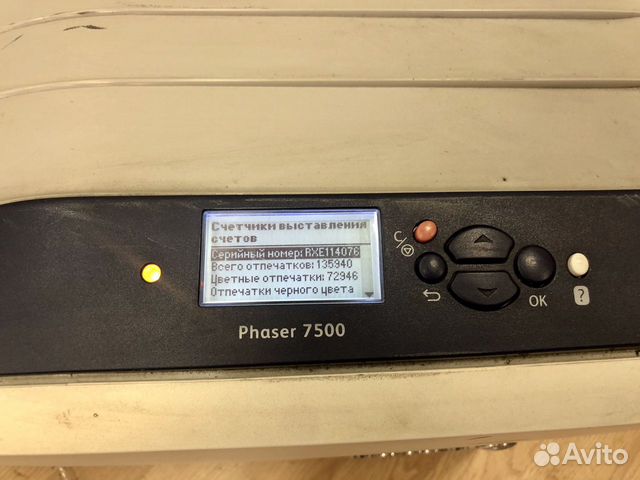 Счетчики выставления
счетов
Серийный номер: RXE114076
Всего отпечатков: 135940
Цветные отпечатки: 72946
Отпечатки черного цвета
C/
OK
?
Phaser 7500
Avito